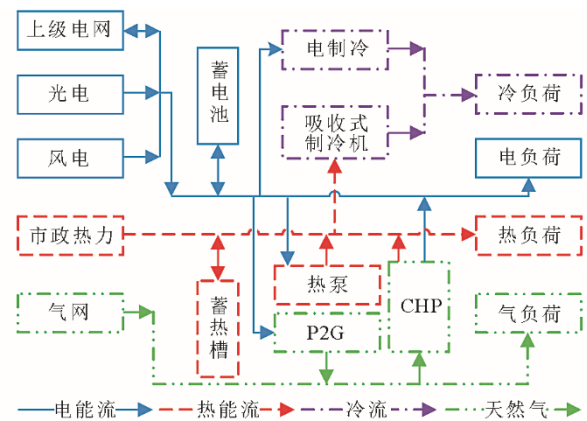 上级电网
光电
风电
蓄
电
池
电制冷
吸收式
制冷机
冷负荷
电负荷
市政热力
热负荷
气网
蓄
热
槽
热泵
P2G
CHP
气负荷
电能流
热能流
冷流
天然气